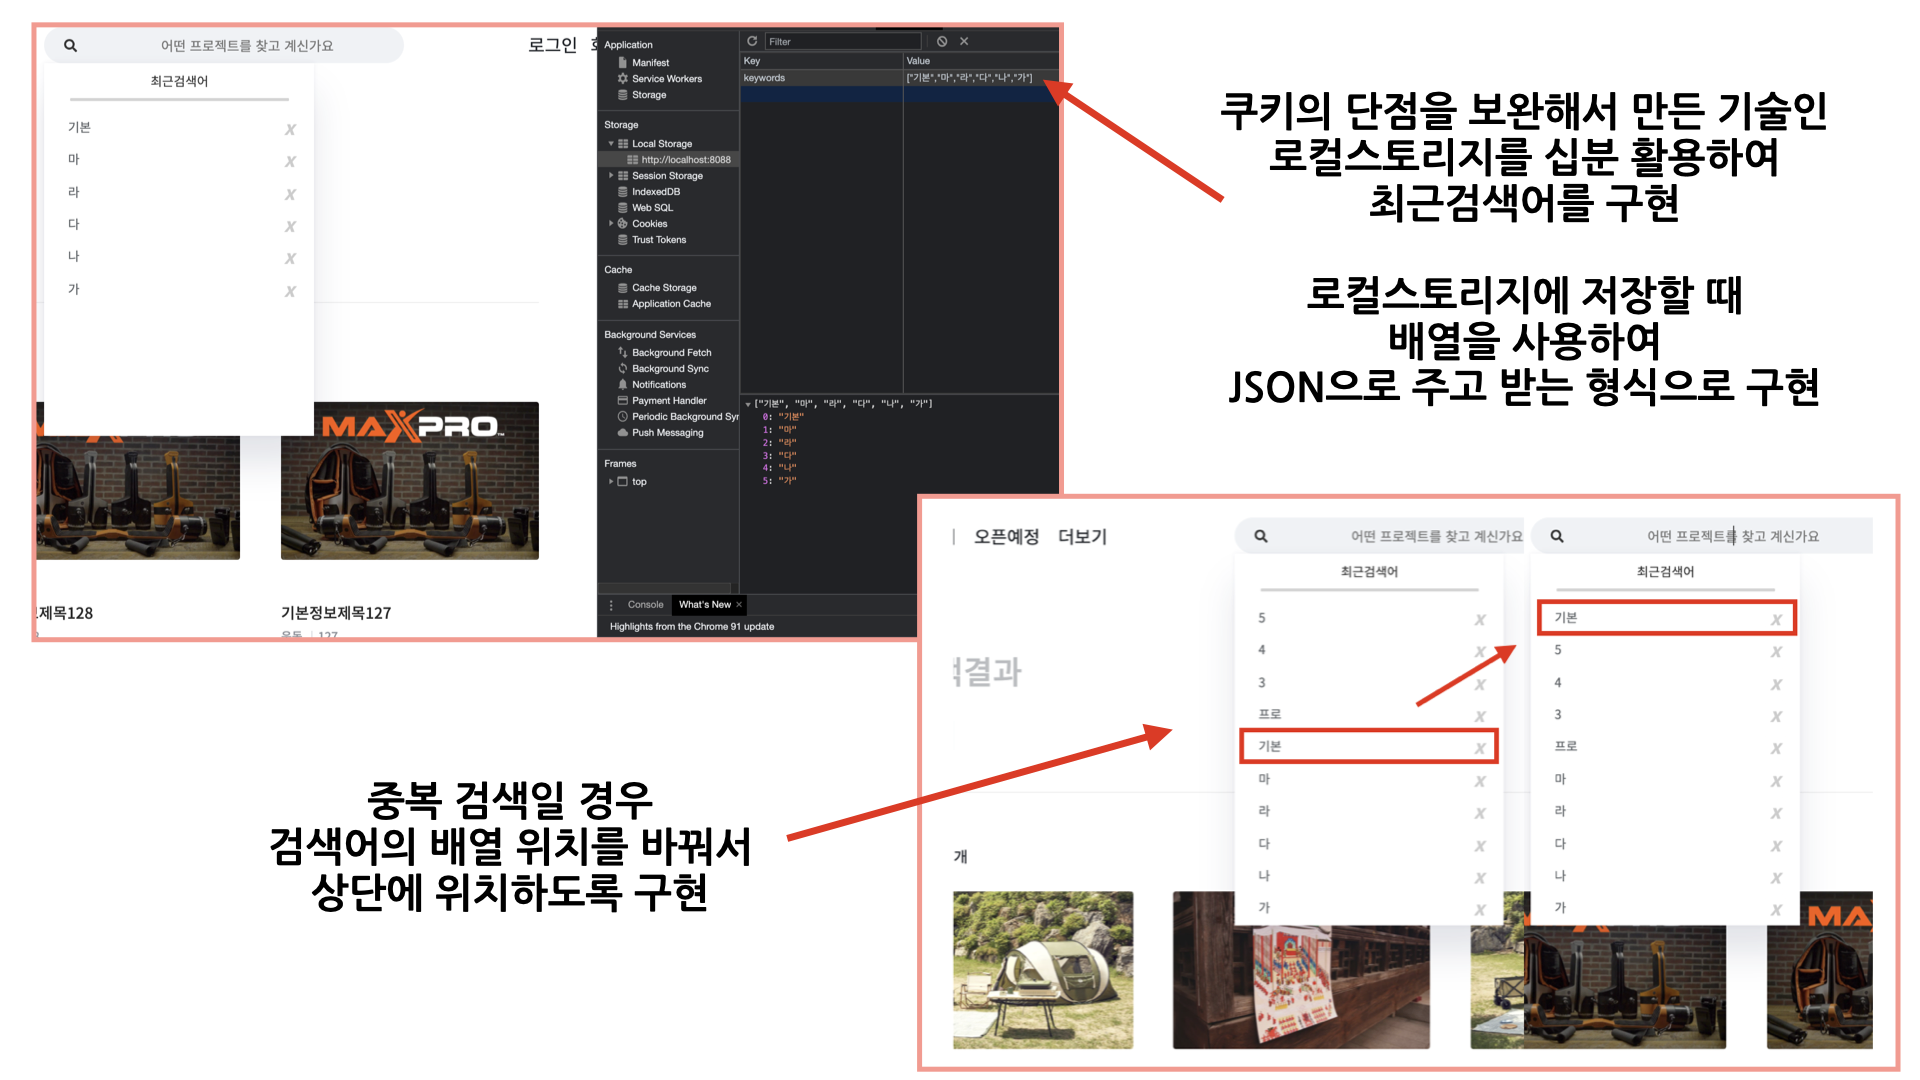 어떤 프로젝트를 찾고 계신가요
로그인
최근검색어
기본 X
마 X
라 X
다 X
나 X
가 X
MAXPRO
제목128
기본정보제목127
운동 | 127
Application
Manifest
Service Workers
Storage
Storage
Local Storage
http://localhost:8088
Session Storage
IndexedDB
Web SQL
Cookies
Trust Tokens
Cache
Cache Storage
Application Cache
Background Services
Background Fetch
Background Sync
Notifications
Payment Handler
Periodic Background Syr
Push Messaging
Frames
top
Filter
Key Value
keywords ["기본","마","라","다","나","가"]
["기본", "마", "라", "다", "나", "가"]
0: "기본"
1: "마"
2: "라"
3: "다"
4: "나"
5: "가"
Console What's New ×
Highlights from the Chrome 91 update
쿠키의 단점을 보완해서 만든 기술인
로컬스토리지를 십분 활용하여
최근검색어를 구현
로컬스토리지에 저장할 때
배열을 사용하여
JSON으로 주고 받는 형식으로 구현
중복 검색일 경우
검색어의 배열 위치를 바꿔서
상단에 위치하도록 구현
| 오픈예정 더보기
결과
개
어떤 프로젝트를 찾고 계신가요
최근검색어
5 X
4 X
3 X
프로 X
기본 X
마 X
라 X
다 X
나 X
가 X
어떤 프로젝트를 찾고 계신가요
최근검색어
기본 X
5 X
4 X
3 X
프로 X
마 X
라 X
다 X
나 X
가 X
MA